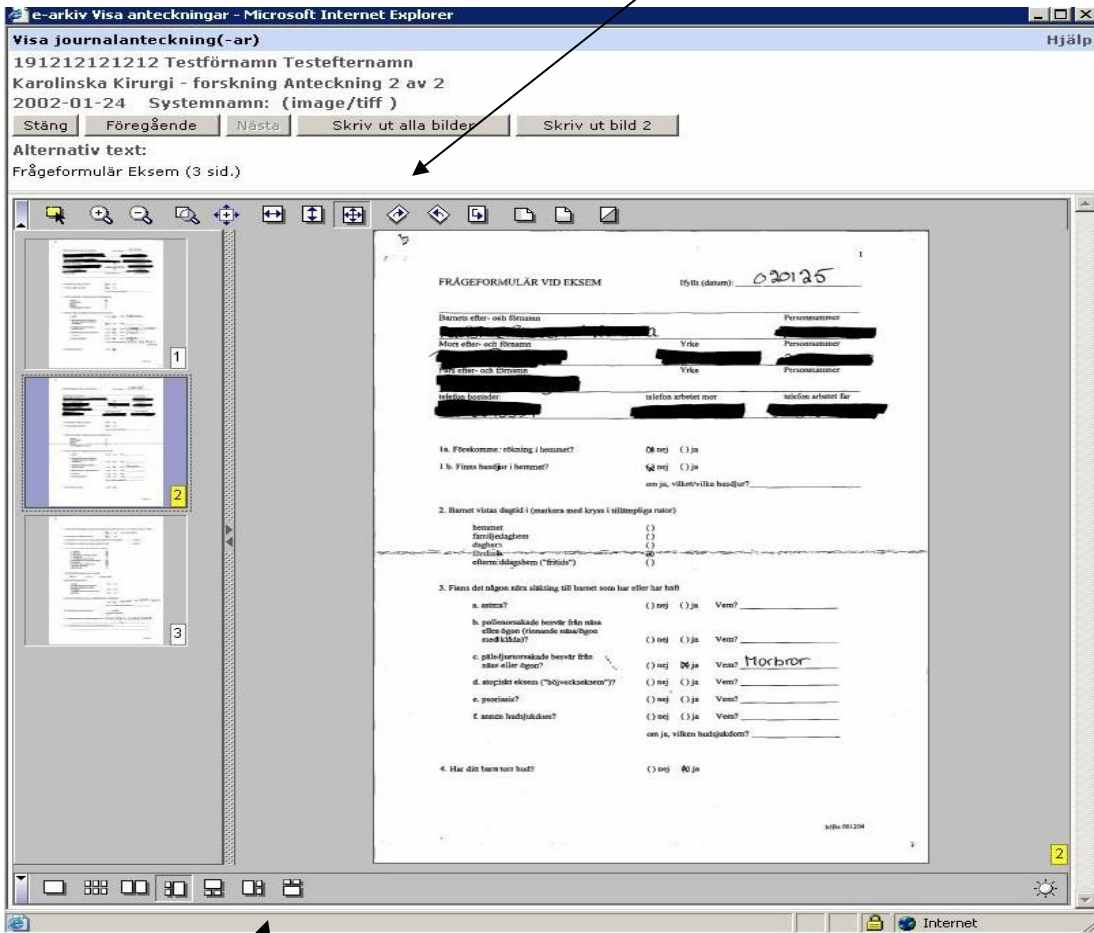 e-arkiv Visa anteckningar - Microsoft Internet Explorer
Visa journalanteckning(-ar) Hjälp
191212121212 Testförnamn Testefternamn
Karolinska Kirurgi - forskning Anteckning 2 av 2
2002-01-24 Systemnamn: (image/tiff )
Stäng Föregående Nästa Skriv ut alla bilder Skriv ut bild 2
Alternativ text:
Frågeformulär Eksem (3 sid.)
1
FRÅGEFORMULÄR VID EKSEM Ifyllt (datum): 020125
Barnets efter- och förnamn Personnummer
Mors efter- och förnamn Yrke Personnummer
Fars efter- och förnamn Yrke Personnummer
telefon bostaden telefon arbetet mor telefon arbetet far
1a. Förekommer rökning i hemmet? (x) nej ( ) ja
1 b. Finns husdjur i hemmet? (x) nej ( ) ja
om ja, vilket/vilka husdjur?
2. Barnet vistas dagtid i (markera med kryss i tillämpliga rutor)
hemmet ( )
familjedaghem ( )
daghem ( )
förskola (x)
eftermiddagshem ("fritids") ( )
3. Finns det någon nära släkting till barnet som har eller har haft
a. astma? ( ) nej ( ) ja Vem?
b. pollenorsakade besvär från näsa
eller ögon (rinnande näsa/ögon
med klåda)? ( ) nej ( ) ja Vem?
c. pälsdjursorsakade besvär från
näsa eller ögon? ( ) nej (x) ja Vem? Morbror
d. atopiskt eksem ("böjveckseksem")? ( ) nej ( ) ja Vem?
e. psoriasis? ( ) nej ( ) ja Vem?
f. annan hudsjukdom? ( ) nej ( ) ja Vem?
om ja, vilken hudsjukdom?
4. Har ditt barn torr hud? ( ) nej (x) ja
1
2
3
2
Internet